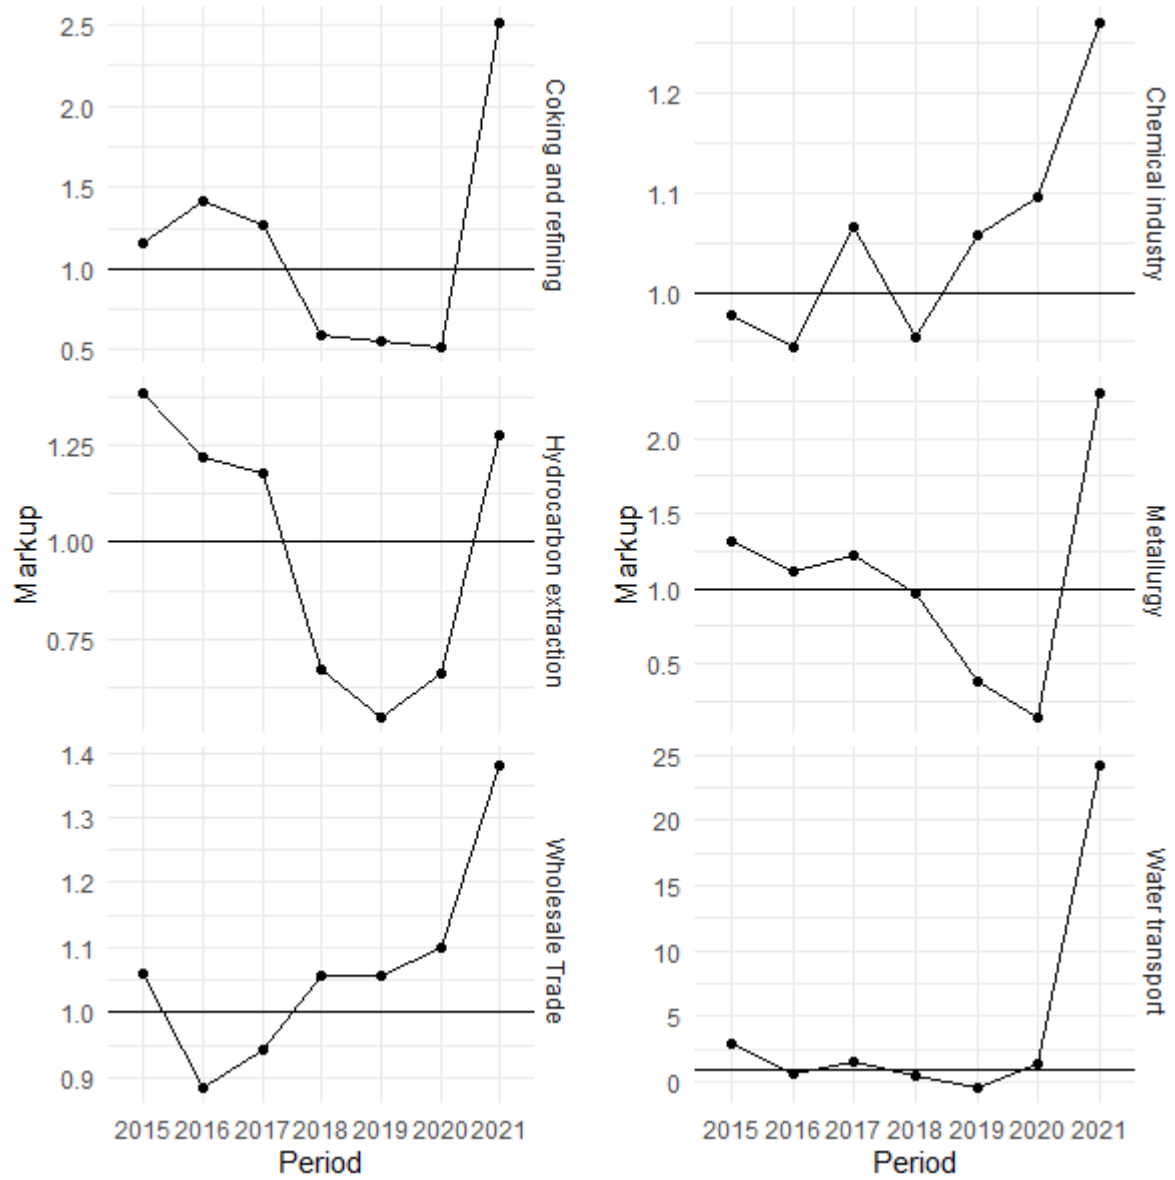 2.5
2.0
1.5
1.0
0.5
Coking and refining
1.2
1.1
1.0
Chemical industry
Markup
1.25
1.00
0.75
Hydrocarbon extraction
Markup
2.0
1.5
1.0
0.5
Metallurgy
1.4
1.3
1.2
1.1
1.0
0.9
Wholesale Trade
25
20
15
10
5
0
Water transport
2015 2016 2017 2018 2019 2020 2021
Period
2015 2016 2017 2018 2019 2020 2021
Period